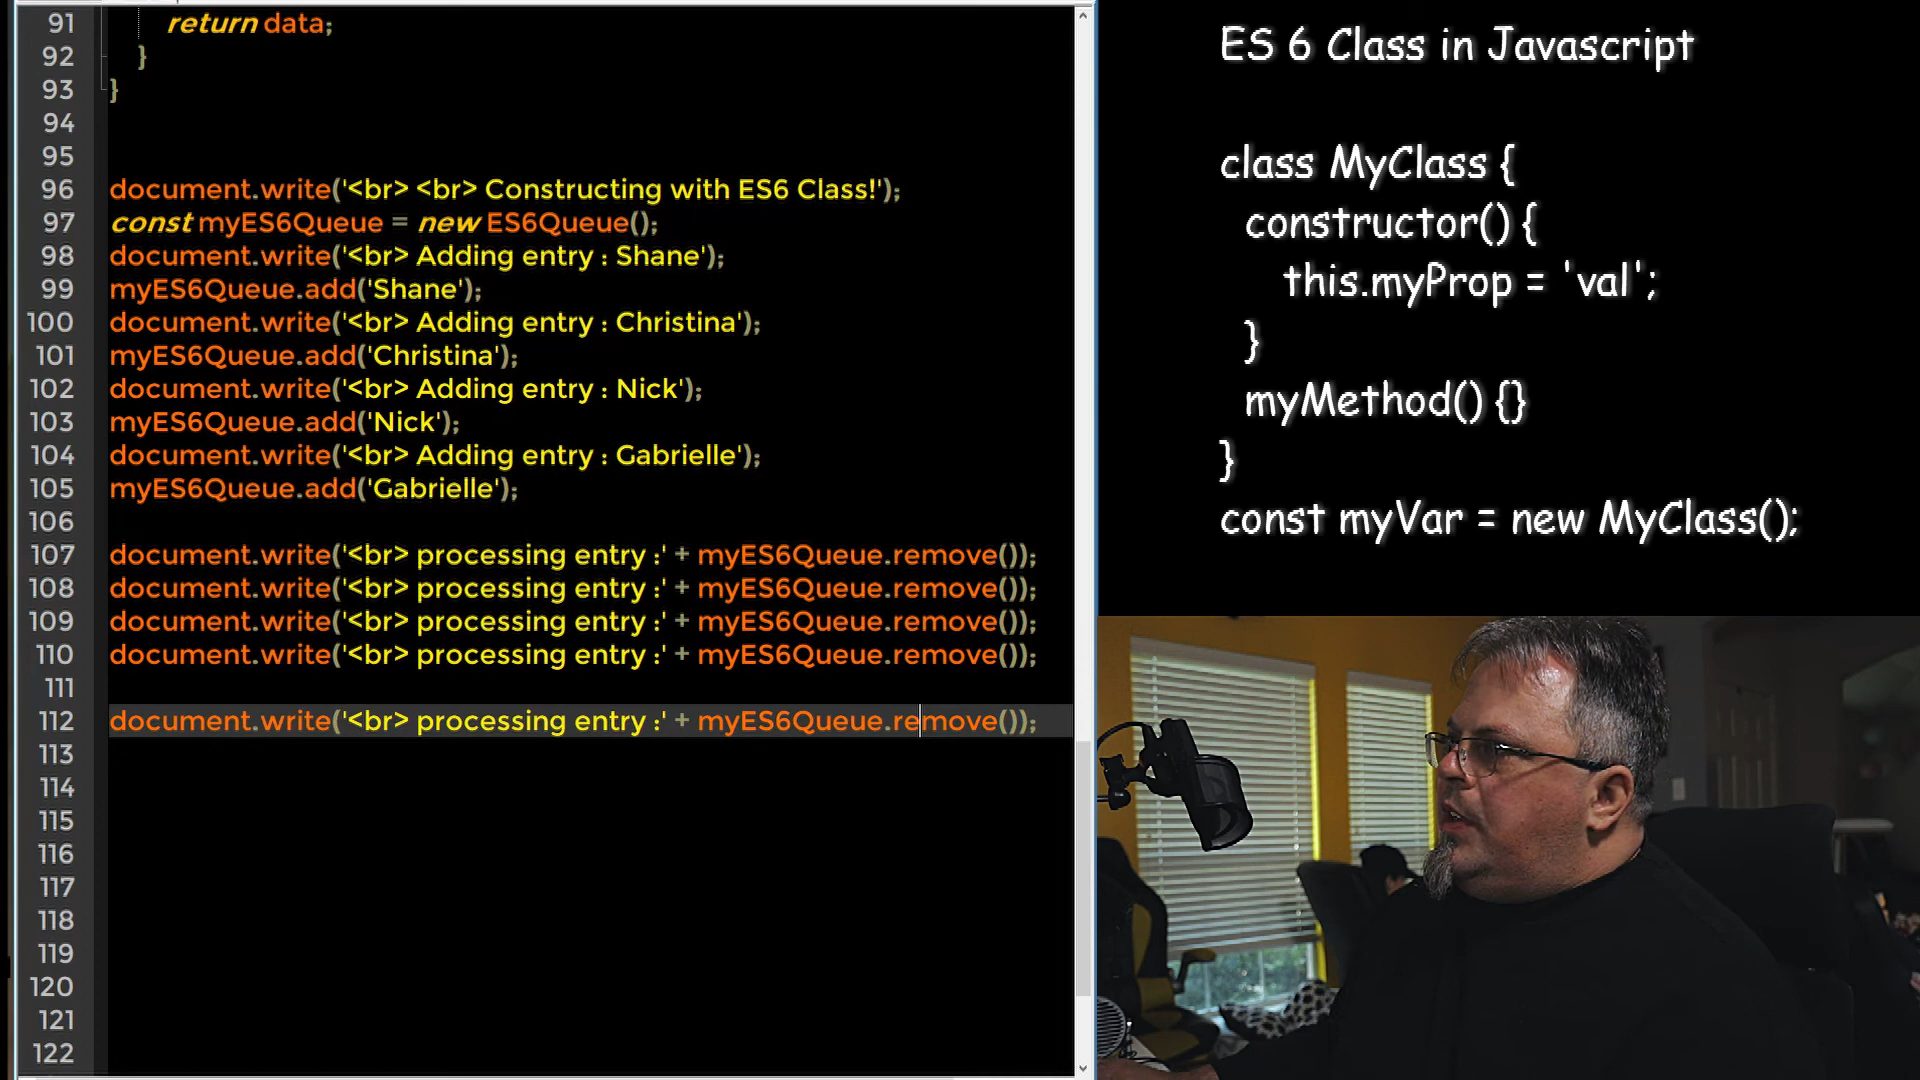 91 return data;
92 }
93 }
94
95
96 document.write('<br> <br> Constructing with ES6 Class!');
97 const myES6Queue = new ES6Queue();
98 document.write('<br> Adding entry : Shane');
99 myES6Queue.add('Shane');
100 document.write('<br> Adding entry : Christina');
101 myES6Queue.add('Christina');
102 document.write('<br> Adding entry : Nick');
103 myES6Queue.add('Nick');
104 document.write('<br> Adding entry : Gabrielle');
105 myES6Queue.add('Gabrielle');
106
107 document.write('<br> processing entry :' + myES6Queue.remove());
108 document.write('<br> processing entry :' + myES6Queue.remove());
109 document.write('<br> processing entry :' + myES6Queue.remove());
110 document.write('<br> processing entry :' + myES6Queue.remove());
111
112 document.write('<br> processing entry :' + myES6Queue.remove());
113
114
115
116
117
118
119
120
121
122
ES 6 Class in Javascript
class MyClass {
constructor() {
this.myProp = 'val';
}
myMethod() {}
}
const myVar = new MyClass();